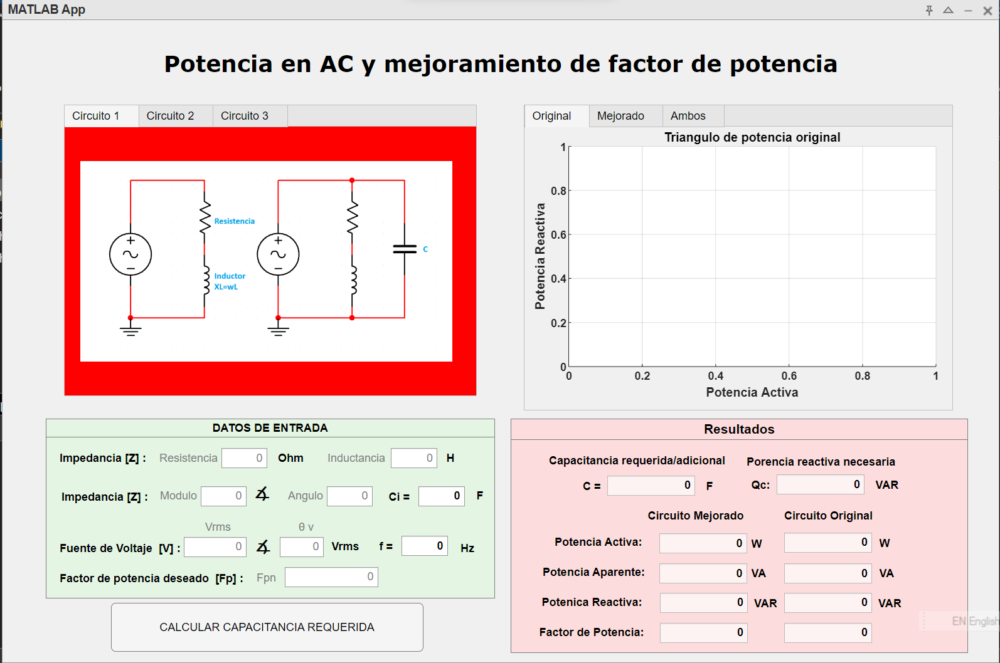 MATLAB App
Potencia en AC y mejoramiento de factor de potencia
Circuito 1 Circuito 2 Circuito 3
Resistencia
Inductor
XL=wL
C
Original Mejorado Ambos
Triangulo de potencia original
Potencia Reactiva
1
0.8
0.6
0.4
0.2
0
0 0.2 0.4 0.6 0.8 1
Potencia Activa
DATOS DE ENTRADA
Impedancia [Z] : Resistencia 0 Ohm Inductancia 0 H
Impedancia [Z] : Modulo 0 ∡ Angulo 0 Ci = 0 F
Vrms θ v
Fuente de Voltaje [V] : 0 ∡ 0 Vrms f = 0 Hz
Factor de potencia deseado [Fp] : Fpn 0
CALCULAR CAPACITANCIA REQUERIDA
Resultados
Capacitancia requerida/adicional Porencia reactiva necesaria
C = 0 F Qc: 0 VAR
Circuito Mejorado Circuito Original
Potencia Activa: 0 W 0 W
Potencia Aparente: 0 VA 0 VA
Potenica Reactiva: 0 VAR 0 VAR
Factor de Potencia: 0 0
EN English